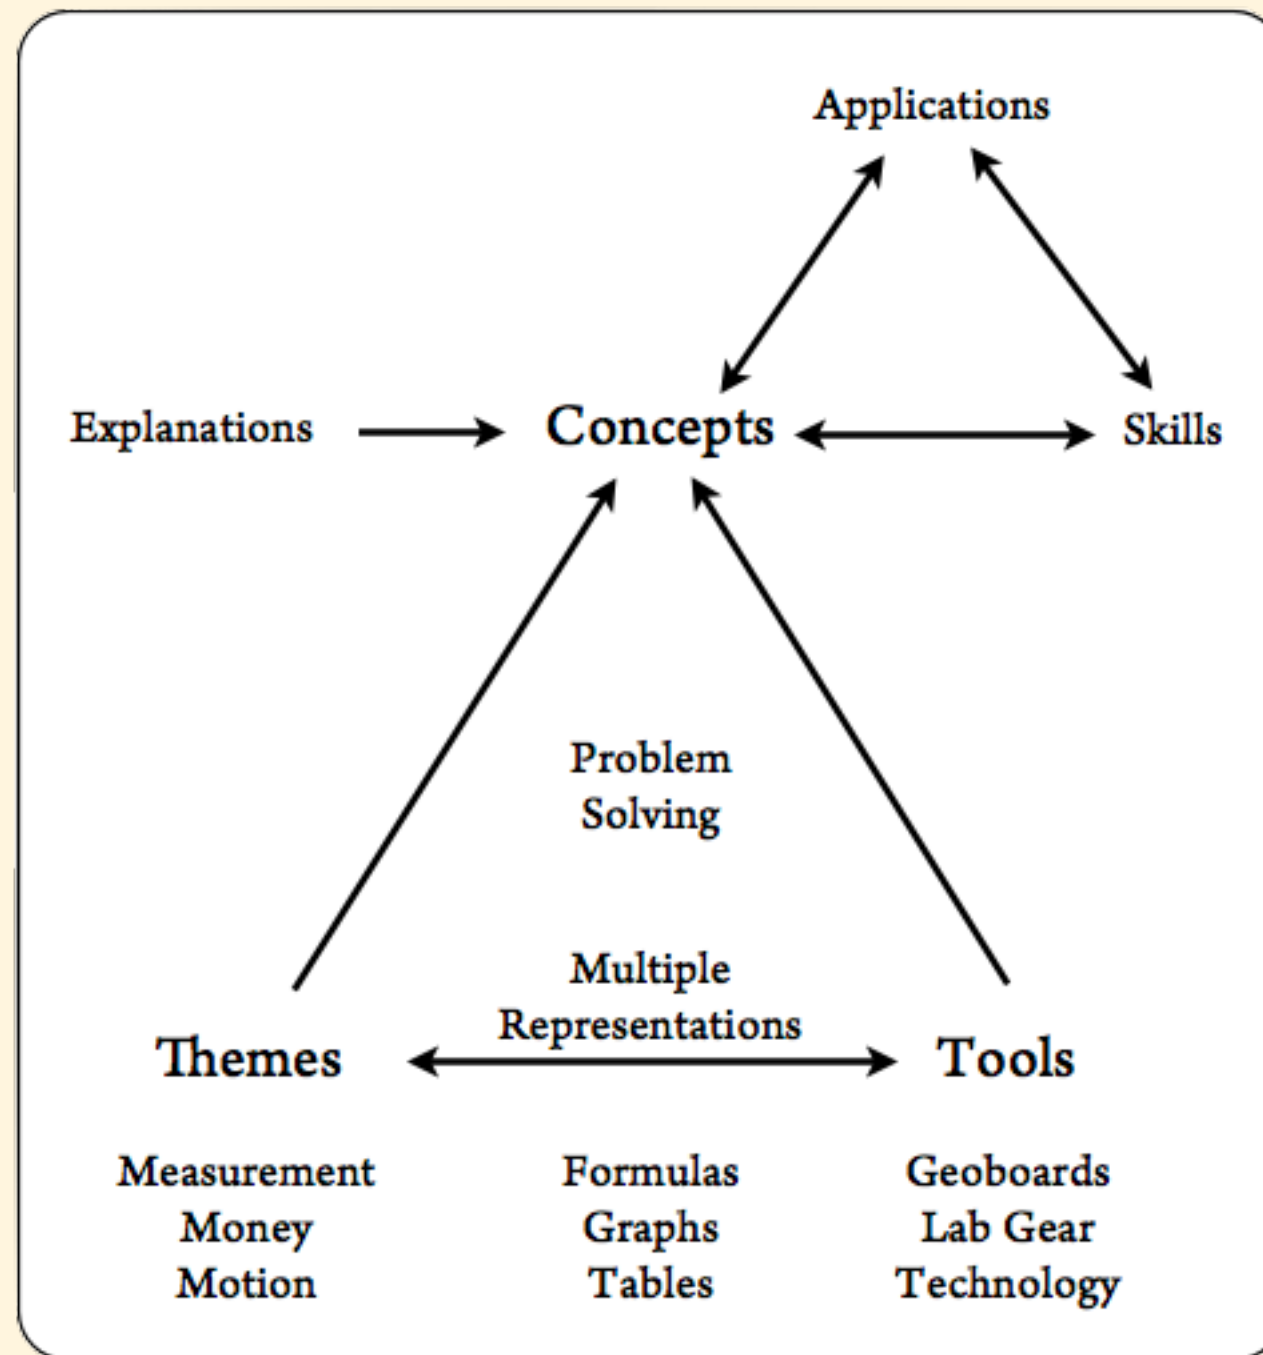 Applications
Explanations
Concepts
Skills
Problem
Solving
Multiple
Representations
Themes
Tools
Measurement
Money
Motion
Formulas
Graphs
Tables
Geoboards
Lab Gear
Technology